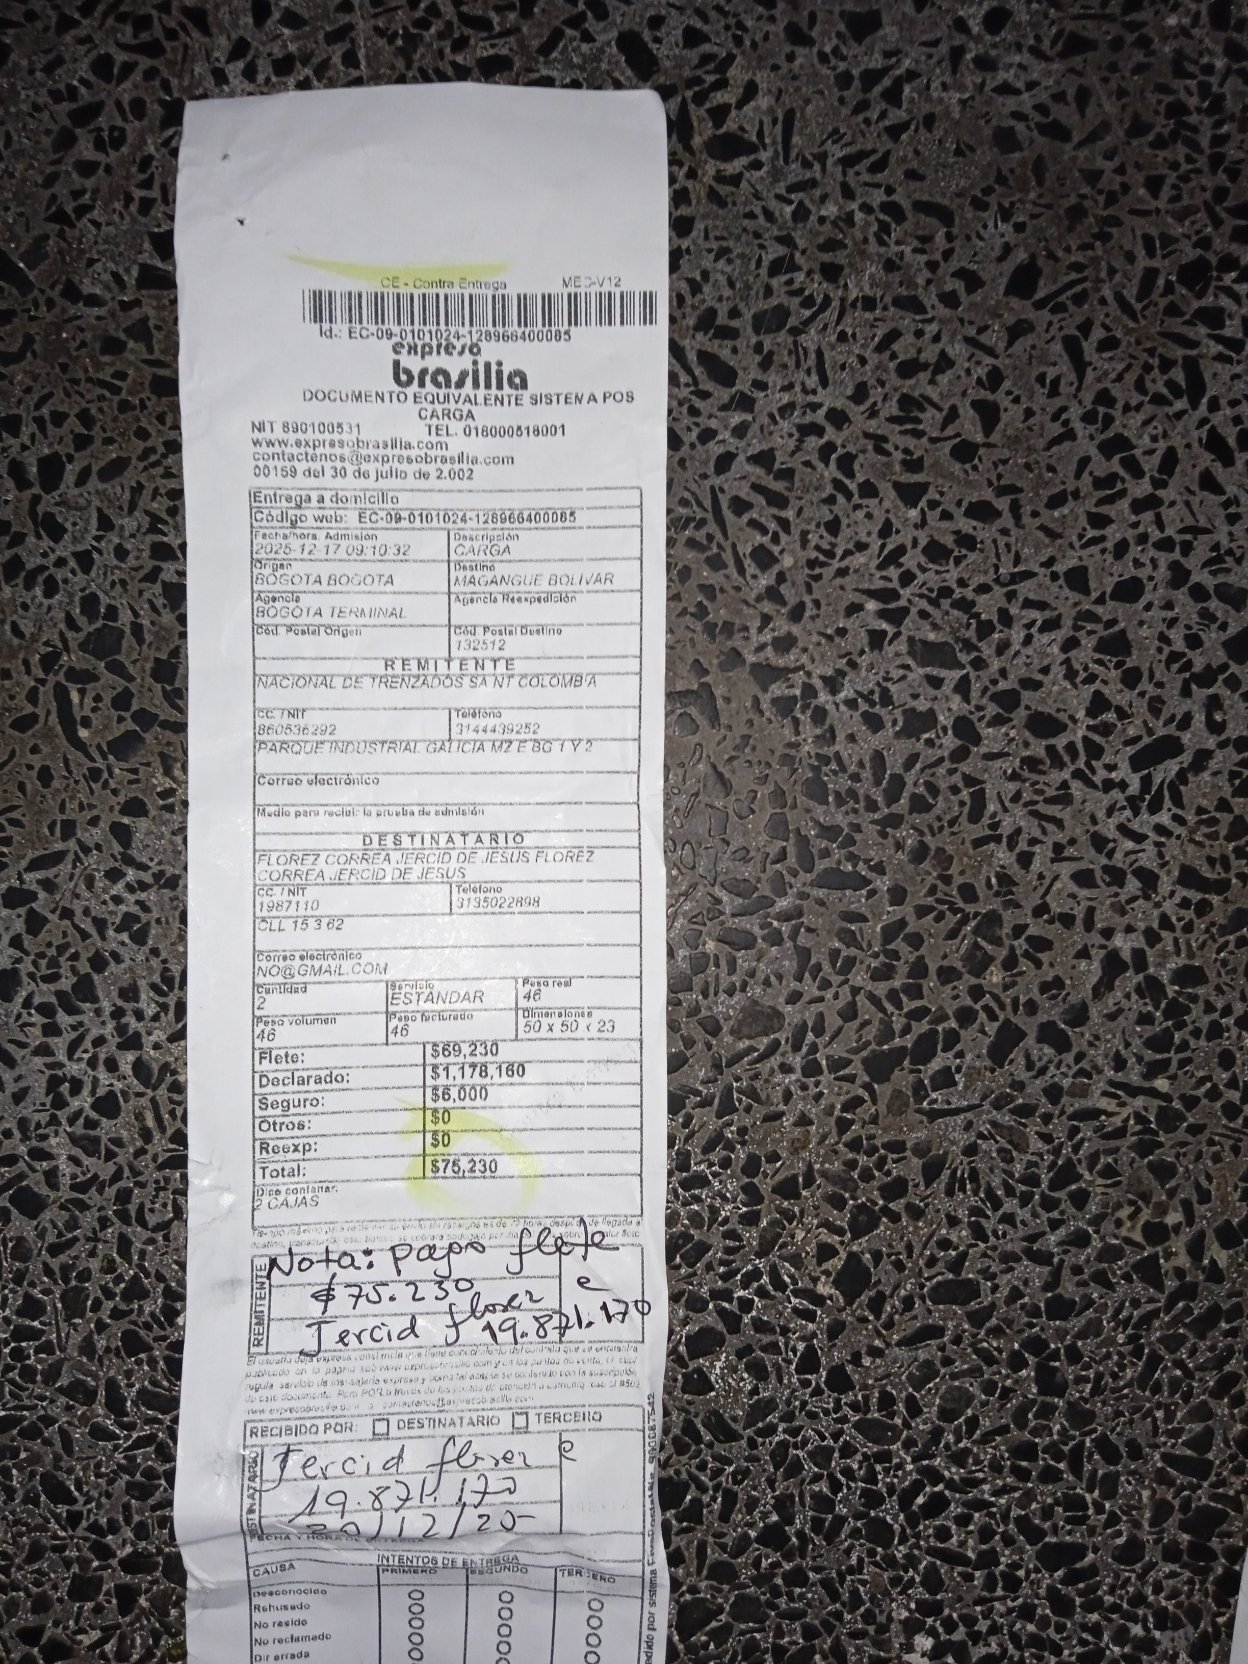 CE - Contra Entrega MEC-V12
Id.: EC-09-0101024-128966400085
expreso
brasilia
DOCUMENTO EQUIVALENTE SISTEMA POS
CARGA
NIT 890100531 TEL. 018000518001
www.expresobrasilia.com
contactenos@expresobrasilia.com
00159 del 30 de julio de 2.002
Entrega a domicilio
Código web: EC-09-0101024-128966400085
Fecha/hora. Admisión Descripción
2025-12-17 09:10:32 CARGA
Origen Destino
BOGOTA BOGOTA MAGANGUE BOLIVAR
Agencia Agencia Reexpedición
BOGOTA TERMINAL
Cód. Postal Origen Cód. Postal Destino
132512
REMITENTE
NACIONAL DE TRENZADOS SA NT COLOMBIA
CC. / NIT Teléfono
860536392 3144439252
PARQUE INDUSTRIAL GALICIA MZ E BG 1 Y 2
Correo electrónico
Medio para recibir la prueba de admisión
DESTINATARIO
FLOREZ CORREA JERCID DE JESUS FLOREZ
CORREA JERCID DE JESUS
CC. / NIT Teléfono
1987110 3135022898
CLL 15 3 62
Correo electrónico
NO@GMAIL.COM
Cantidad Servicio Peso real
2 ESTANDAR 46
Peso volumen Peso facturado Dimensiones
46 46 50 x 50 x 23
Flete: $69,230
Declarado: $1,178,160
Seguro: $6,000
Otros: $0
Reexp: $0
Total: $75,230
Dice contener:
2 CAJAS
REMITENTE
Nota: pago flete
$75.230 e
Jercid florez 19.871.170
RECIBIDO POR: DESTINATARIO TERCERO
DESTINATARIO
Jercid florez e
19.871.170
/12/20
FECHA Y HORA DE ENTREGA
INTENTOS DE ENTREGA
CAUSA PRIMERO SEGUNDO TERCERO
Desconocido
Rehusado
No reside
No reclamado
Dir errada